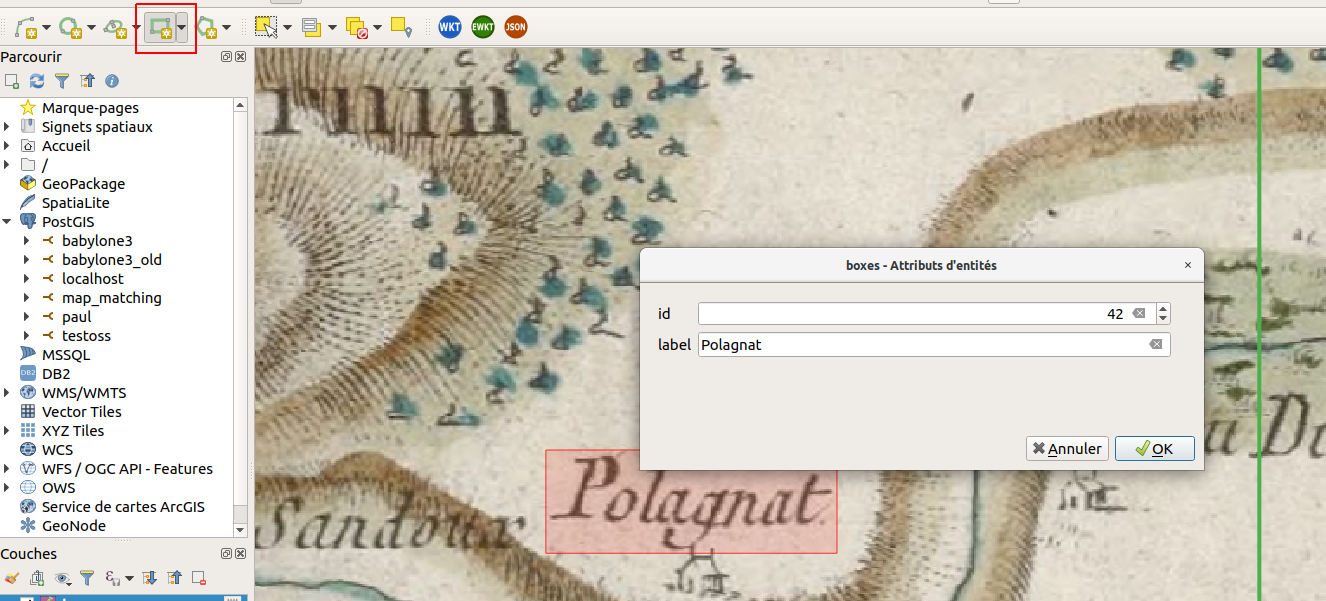 WKT EWKT JSON
Parcourir
Marque-pages
Signets spatiaux
Accueil
/
GeoPackage
SpatiaLite
PostGIS
babylone3
babylone3_old
localhost
map_matching
paul
testoss
MSSQL
DB2 DB2
WMS/WMTS
Vector Tiles
XYZ Tiles
WCS
WFS / OGC API - Features
OWS
Service de cartes ArcGIS
GeoNode
Couches
boxes - Attributs d'entités
id 42
label Polagnat
Annuler OK
Polagnat.
Sandour
Du